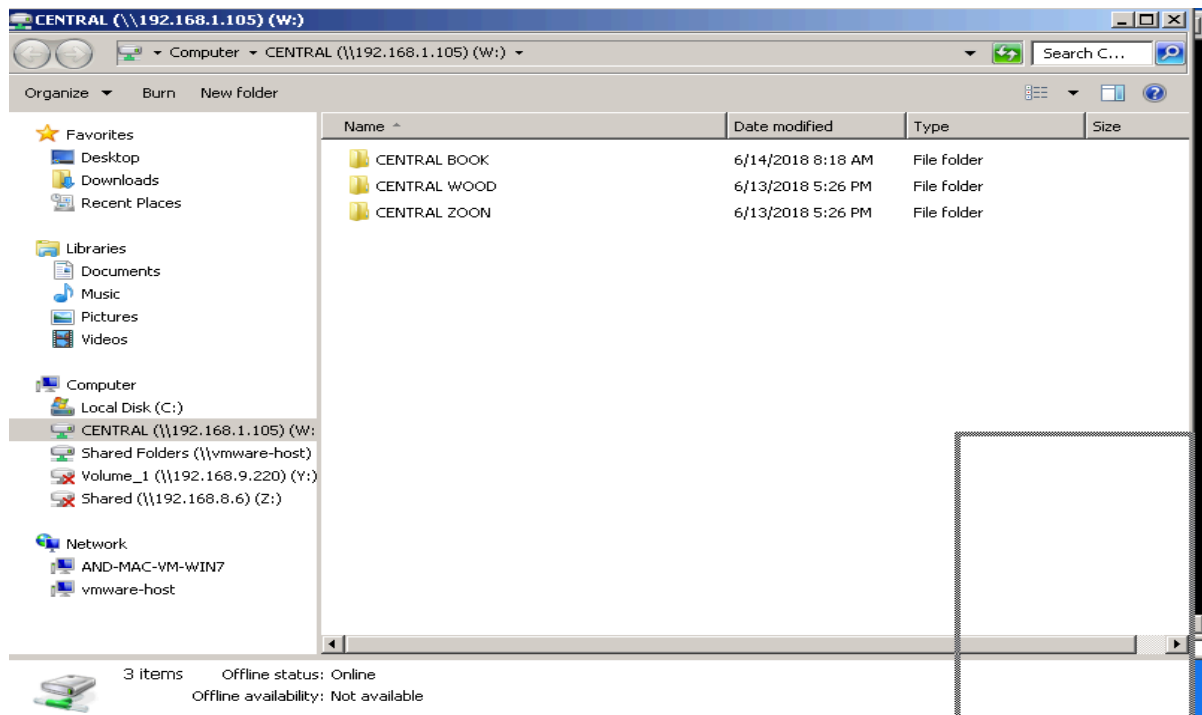 CENTRAL (\\192.168.1.105) (W:)
Computer CENTRAL (\\192.168.1.105) (W:)
Search C...
Organize Burn New folder
Name Date modified Type Size
CENTRAL BOOK 6/14/2018 8:18 AM File folder
CENTRAL WOOD 6/13/2018 5:26 PM File folder
CENTRAL ZOON 6/13/2018 5:26 PM File folder
Favorites
Desktop
Downloads
Recent Places
Libraries
Documents
Music
Pictures
Videos
Computer
Local Disk (C:)
CENTRAL (\\192.168.1.105) (W:
Shared Folders (\\vmware-host)
Volume_1 (\\192.168.9.220) (Y:)
Shared (\\192.168.8.6) (Z:)
Network
AND-MAC-VM-WIN7
vmware-host
3 items Offline status: Online
Offline availability: Not available